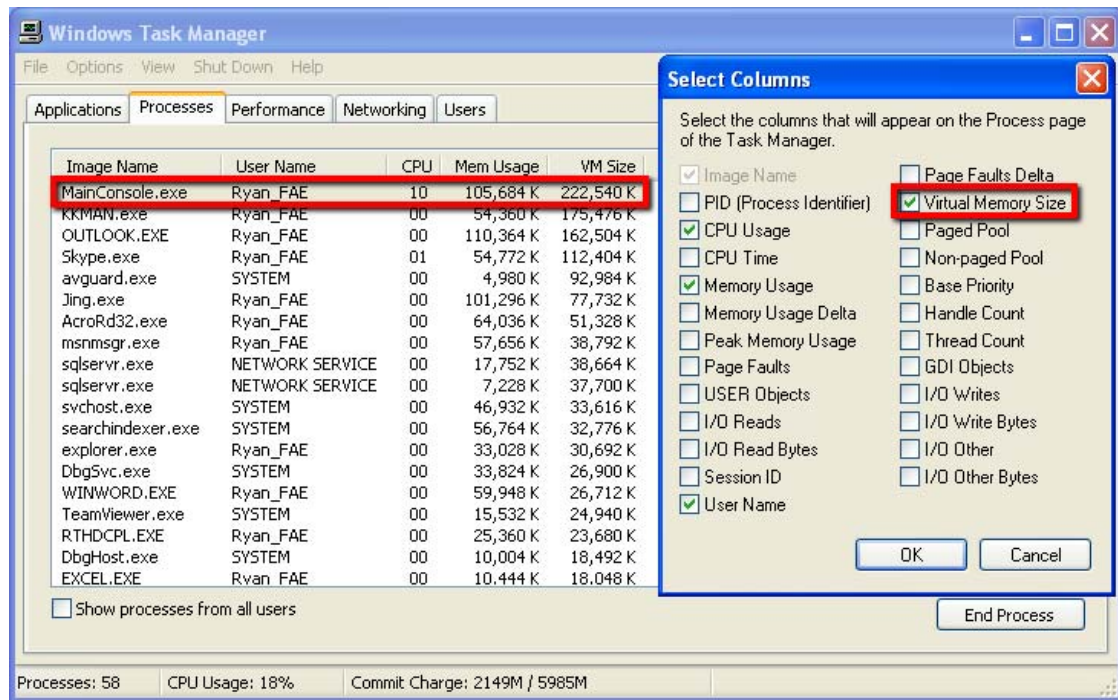 Windows Task Manager
File Options View Shut Down Help
Applications Processes Performance Networking Users
Image Name User Name CPU Mem Usage VM Size
MainConsole.exe Ryan_FAE 10 105,684 K 222,540 K
KKMAN.exe Ryan_FAE 00 54,360 K 175,476 K
OUTLOOK.EXE Ryan_FAE 00 110,364 K 162,504 K
Skype.exe Ryan_FAE 01 54,772 K 112,404 K
avguard.exe SYSTEM 00 4,980 K 92,984 K
Jing.exe Ryan_FAE 00 101,296 K 77,732 K
AcroRd32.exe Ryan_FAE 00 64,036 K 51,328 K
msnmsgr.exe Ryan_FAE 00 57,656 K 38,792 K
sqlservr.exe NETWORK SERVICE 00 17,752 K 38,664 K
sqlservr.exe NETWORK SERVICE 00 7,228 K 37,700 K
svchost.exe SYSTEM 00 46,932 K 33,616 K
searchindexer.exe SYSTEM 00 56,764 K 32,776 K
explorer.exe Ryan_FAE 00 33,028 K 30,692 K
DbgSvc.exe SYSTEM 00 33,824 K 26,900 K
WINWORD.EXE Ryan_FAE 00 59,948 K 26,712 K
TeamViewer.exe SYSTEM 00 15,532 K 24,940 K
RTHDCPL.EXE Ryan_FAE 00 25,360 K 23,680 K
DbgHost.exe SYSTEM 00 10,004 K 18,492 K
EXCEL.EXE Ryan_FAE 00 10,444 K 18,048 K
Show processes from all users
End Process
Processes: 58 CPU Usage: 18% Commit Charge: 2149M / 5985M
Select Columns
Select the columns that will appear on the Process page
of the Task Manager.
Image Name Page Faults Delta
PID (Process Identifier) Virtual Memory Size
CPU Usage Paged Pool
CPU Time Non-paged Pool
Memory Usage Base Priority
Memory Usage Delta Handle Count
Peak Memory Usage Thread Count
Page Faults GDI Objects
USER Objects I/O Writes
I/O Reads I/O Write Bytes
I/O Read Bytes I/O Other
Session ID I/O Other Bytes
User Name
OK Cancel